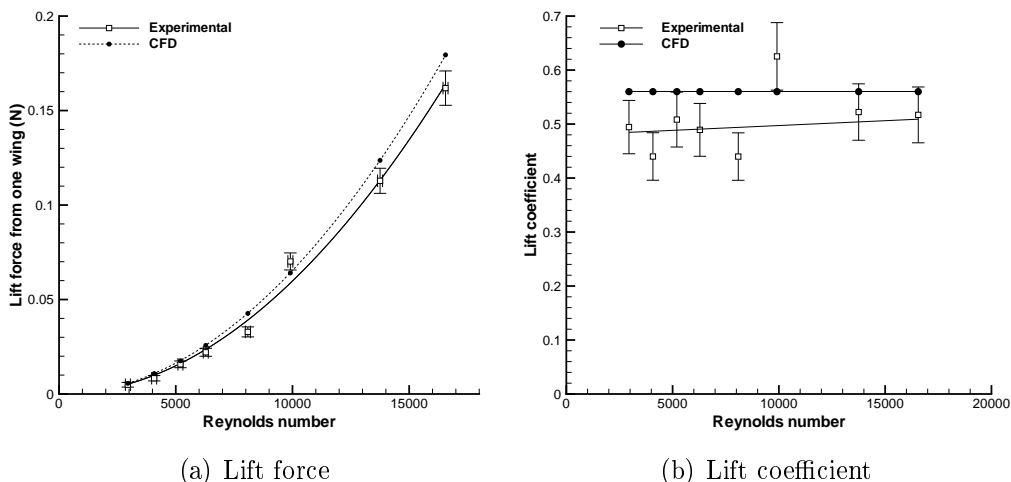 Experimental
CFD
Lift force from one wing (N)
0.2
0.15
0.1
0.05
0
0 5000 10000 15000
Reynolds number
(a) Lift force
Experimental
CFD
Lift coefficient
0.7
0.6
0.5
0.4
0.3
0.2
0.1
0
0 5000 10000 15000 20000
Reynolds number
(b) Lift coefficient